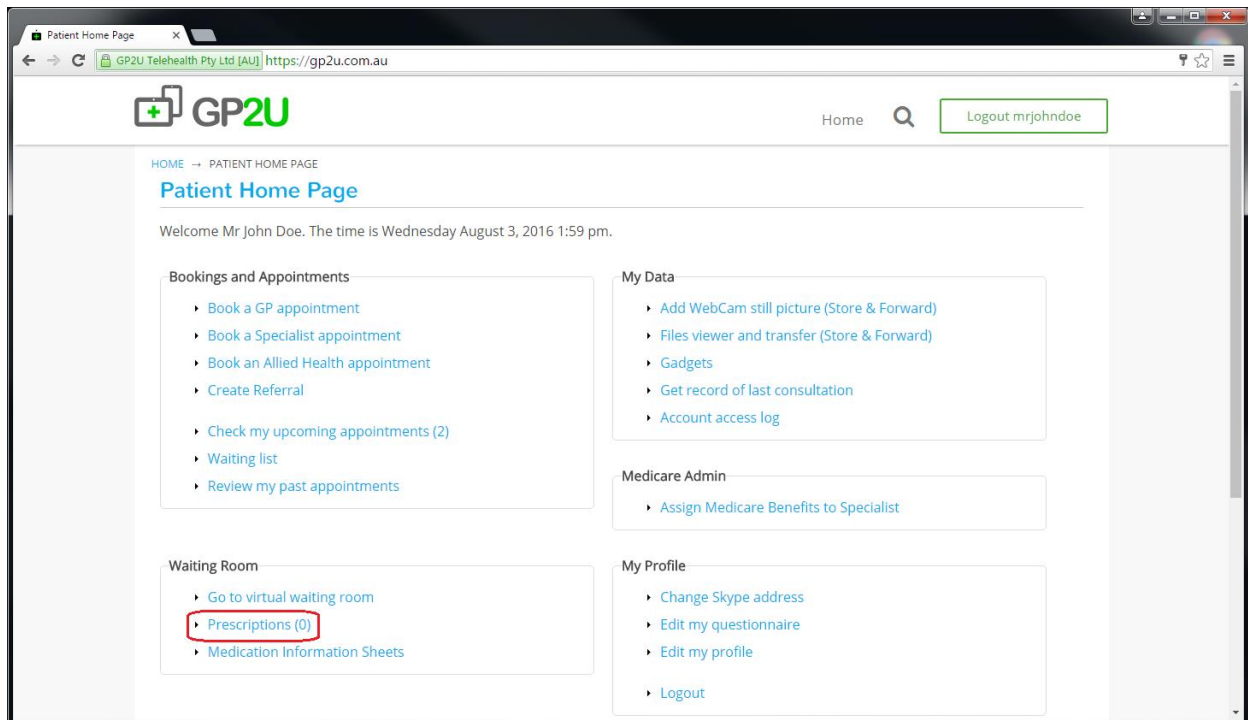 Patient Home Page
GP2U Telehealth Pty Ltd [AU] https://gp2u.com.au
GP2U
Home
Logout mrjohndoe
HOME → PATIENT HOME PAGE
Patient Home Page
Welcome Mr John Doe. The time is Wednesday August 3, 2016 1:59 pm.
Bookings and Appointments
Book a GP appointment
Book a Specialist appointment
Book an Allied Health appointment
Create Referral
Check my upcoming appointments (2)
Waiting list
Review my past appointments
My Data
Add WebCam still picture (Store & Forward)
Files viewer and transfer (Store & Forward)
Gadgets
Get record of last consultation
Account access log
Medicare Admin
Assign Medicare Benefits to Specialist
Waiting Room
Go to virtual waiting room
Prescriptions (0)
Medication Information Sheets
My Profile
Change Skype address
Edit my questionnaire
Edit my profile
Logout